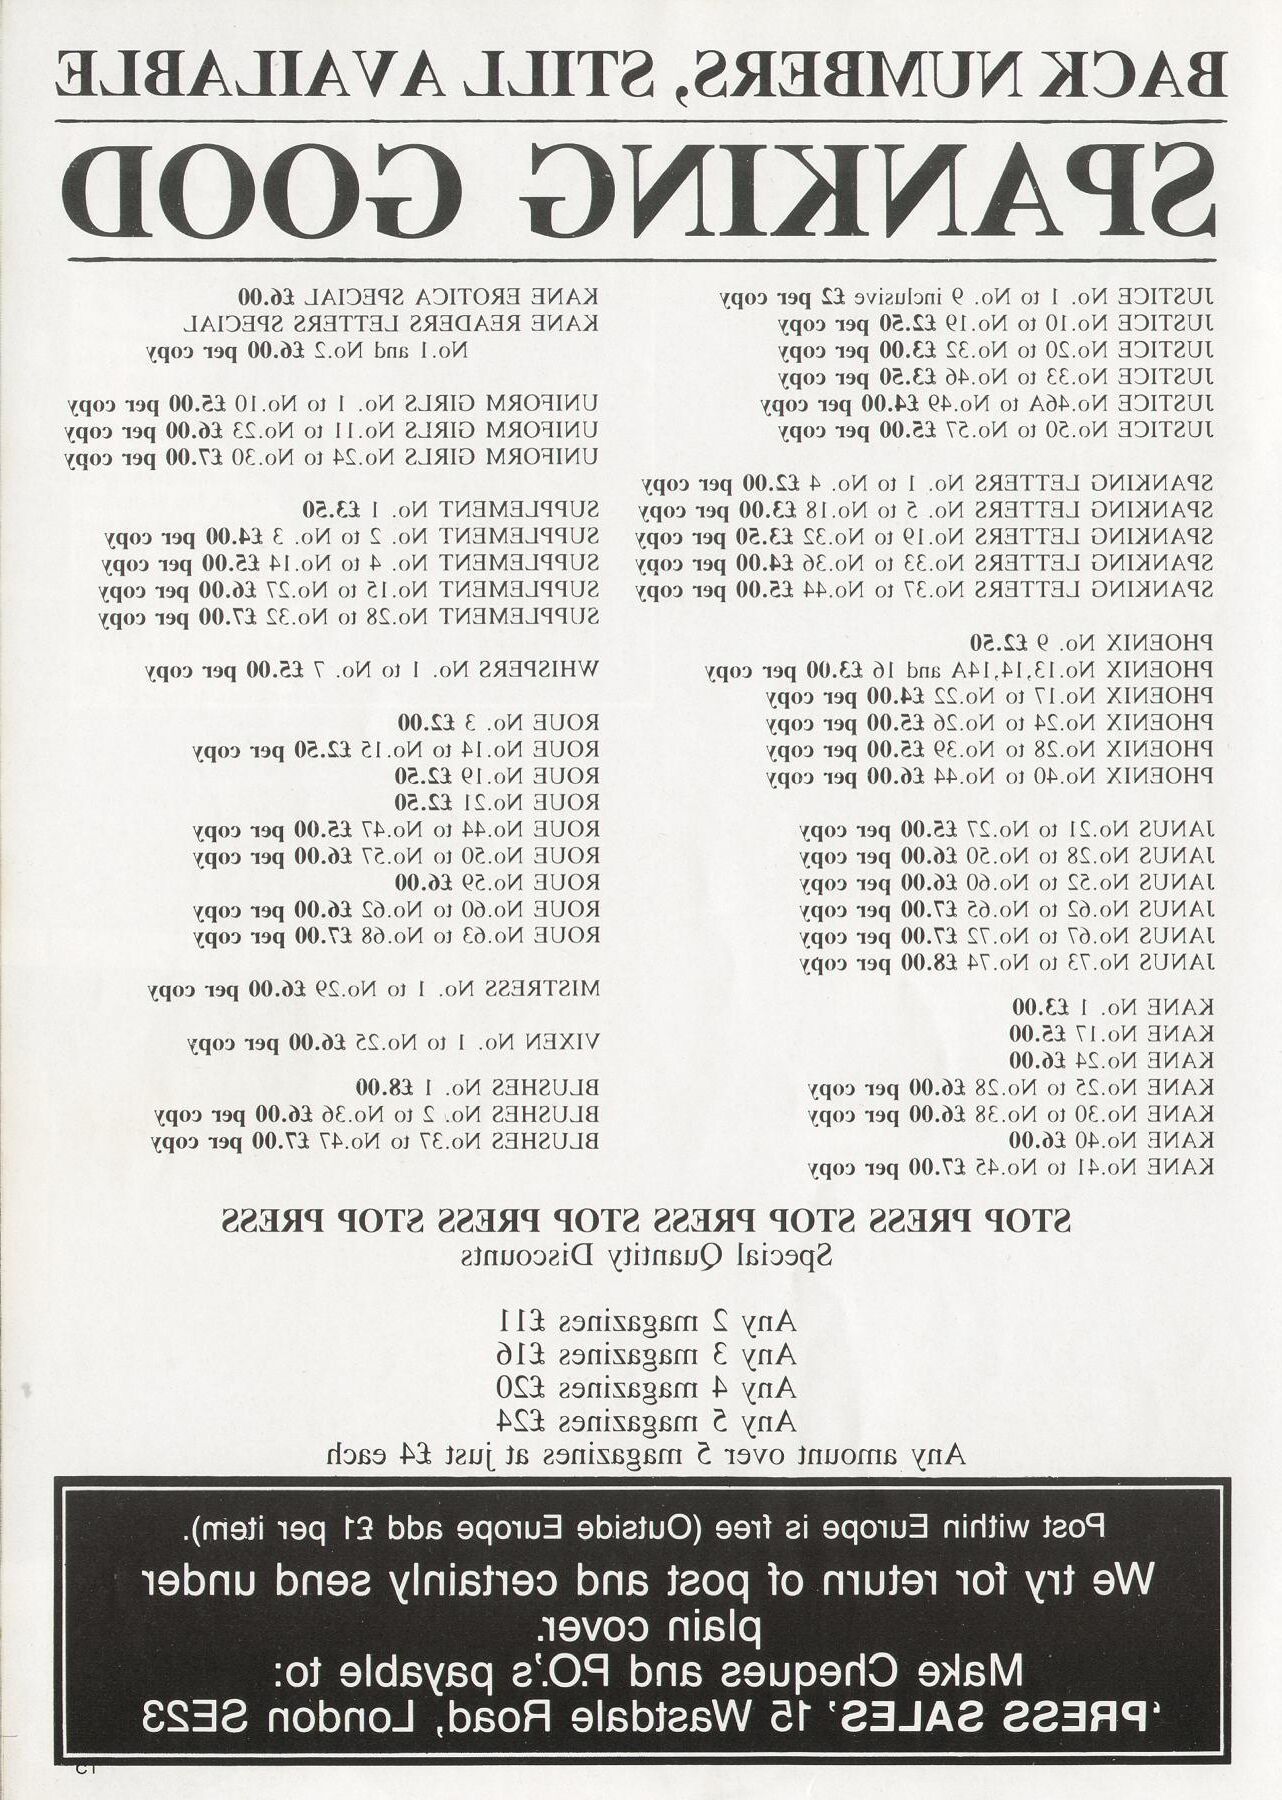 BACK NUMBERS, STILL AVAILABLE
SPANKING GOOD
JUSTICE No. 1 to No. 9 inclusive £2 per copy
JUSTICE No.10 to No.19 £2.50 per copy
JUSTICE No.20 to No.32 £3.00 per copy
JUSTICE No.33 to No.46 £3.50 per copy
JUSTICE No.46A to No.49 £4.00 per copy
JUSTICE No.50 to No.57 £5.00 per copy
SPANKING LETTERS No. 1 to No. 4 £2.00 per copy
SPANKING LETTERS No. 5 to No.18 £3.00 per copy
SPANKING LETTERS No.19 to No.32 £3.50 per copy
SPANKING LETTERS No.33 to No.36 £4.00 per copy
SPANKING LETTERS No.37 to No.44 £5.00 per copy
PHOENIX No. 9 £2.50
PHOENIX No.13,14,14A and 16 £3.00 per copy
PHOENIX No.17 to No.22 £4.00 per copy
PHOENIX No.24 to No.26 £5.00 per copy
PHOENIX No.28 to No.39 £5.00 per copy
PHOENIX No.40 to No.44 £6.00 per copy
JANUS No.21 to No.27 £5.00 per copy
JANUS No.28 to No.50 £6.00 per copy
JANUS No.52 to No.60 £6.00 per copy
JANUS No.62 to No.65 £7.00 per copy
JANUS No.67 to No.72 £7.00 per copy
JANUS No.73 to No.74 £8.00 per copy
KANE No. 1 £3.00
KANE No.17 £5.00
KANE No.24 £6.00
KANE No.25 to No.28 £6.00 per copy
KANE No.30 to No.38 £6.00 per copy
KANE No.40 £6.00
KANE No.41 to No.45 £7.00 per copy
KANE EROTICA SPECIAL £6.00
KANE READERS LETTERS SPECIAL
No.1 and No.2 £6.00 per copy
UNIFORM GIRLS No. 1 to No.10 £5.00 per copy
UNIFORM GIRLS No.11 to No.23 £6.00 per copy
UNIFORM GIRLS No.24 to No.30 £7.00 per copy
SUPPLEMENT No. 1 £3.50
SUPPLEMENT No. 2 to No. 3 £4.00 per copy
SUPPLEMENT No. 4 to No.14 £5.00 per copy
SUPPLEMENT No.15 to No.27 £6.00 per copy
SUPPLEMENT No.28 to No.32 £7.00 per copy
WHISPERS No. 1 to No. 7 £5.00 per copy
ROUE No. 3 £2.00
ROUE No.14 to No.15 £2.50 per copy
ROUE No.19 £2.50
ROUE No.21 £2.50
ROUE No.44 to No.47 £5.00 per copy
ROUE No.50 to No.57 £6.00 per copy
ROUE No.59 £6.00
ROUE No.60 to No.62 £6.00 per copy
ROUE No.63 to No.68 £7.00 per copy
MISTRESS No. 1 to No.29 £6.00 per copy
VIXEN No. 1 to No.25 £6.00 per copy
BLUSHES No. 1 £8.00
BLUSHES No. 2 to No.36 £6.00 per copy
BLUSHES No.37 to No.47 £7.00 per copy
STOP PRESS STOP PRESS STOP PRESS STOP PRESS
Special Quantity Discounts
Any 2 magazines £11
Any 3 magazines £16
Any 4 magazines £20
Any 5 magazines £24
Any amount over 5 magazines at just £4 each
Post within Europe is free (Outside Europe add £1 per item).
We try for return of post and certainly send under
plain cover.
Make Cheques and P.O.'s payable to:
'PRESS SALES' 15 Wastdale Road, London SE23